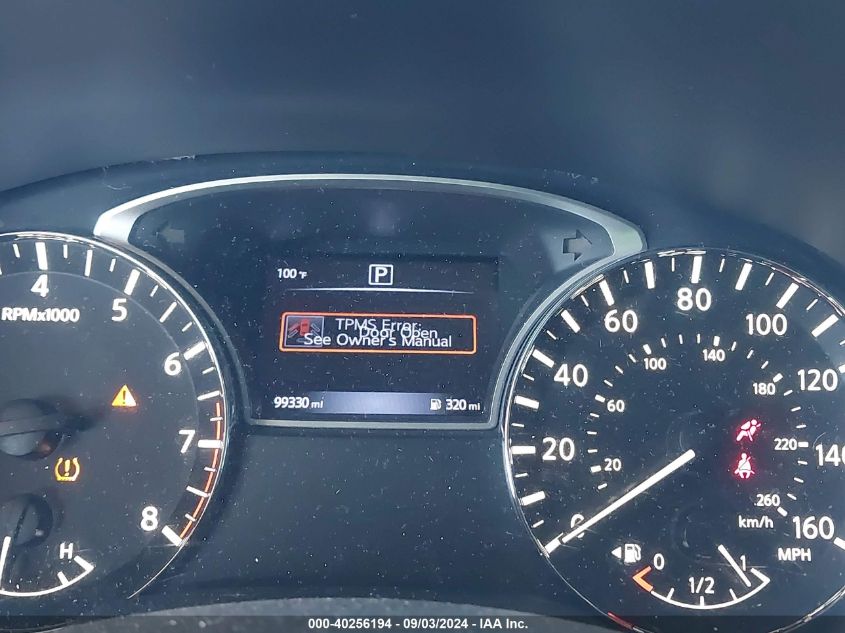 100 °F
P
TPMS Error:
Door Open
See Owner's Manual
99330 mi
320 mi
4
5
6
7
8
RPMx1000
H
0
20
40
60
80
100
120
140
160
MPH
20
60
100
140
180
220
260
km/h
0
1/2
1
000-40256194 - 09/03/2024 - IAA Inc.